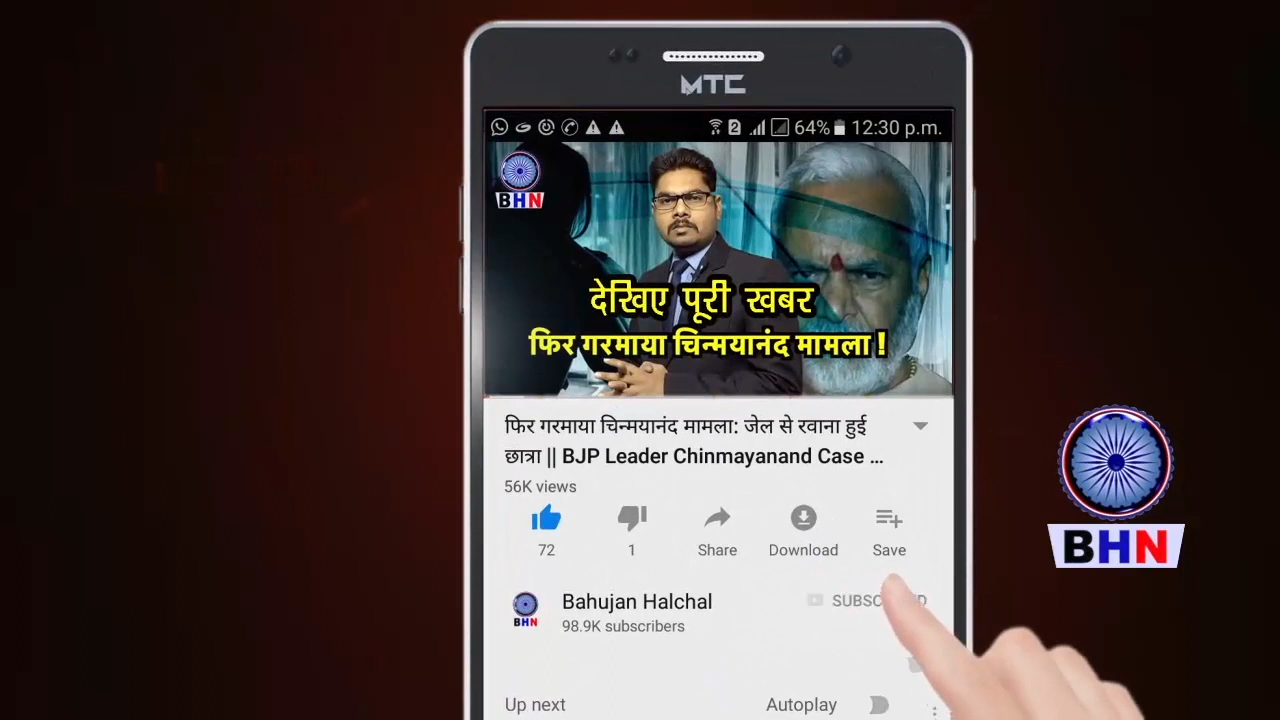 MTC
2 64% 12:30 p.m.
BHN
देखिए पूरी खबर
फिर गरमाया चिन्मयानंद मामला !
फिर गरमाया चिन्मयानंद मामला: जेल से रवाना हुई
छात्रा || BJP Leader Chinmayanand Case ...
56K views
72 1 Share Download Save
BHN
Bahujan Halchal
98.9K subscribers
BHN
Up next Autoplay